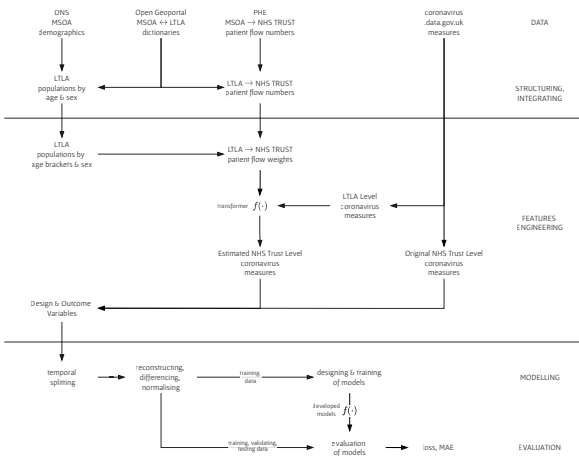 ONS
MSOA
demographics
Open Geoportal
MSOA ↔ LTLA
dictionaries
PHE
MSOA → NHS TRUST
patient flow numbers
coronavirus
.data.gov.uk
measures
DATA
LTLA
populations by
age & sex
LTLA → NHS TRUST
patient flow numbers
STRUCTURING,
INTEGRATING
LTLA
populations by
age brackets & sex
LTLA → NHS TRUST
patient flow weights
transformer f(·)
LTLA Level
coronavirus
measures
FEATURES
ENGINEERING
Estimated NHS Trust Level
coronavirus
measures
Original NHS Trust Level
coronavirus
measures
Design & Outcome
Variables
temporal
splitting
reconstructing,
differencing,
normalising
training
data
designing & training
of models
MODELLING
developed
models f(·)
training, validating,
testing data
evaluation
of models
loss, MAE
EVALUATION